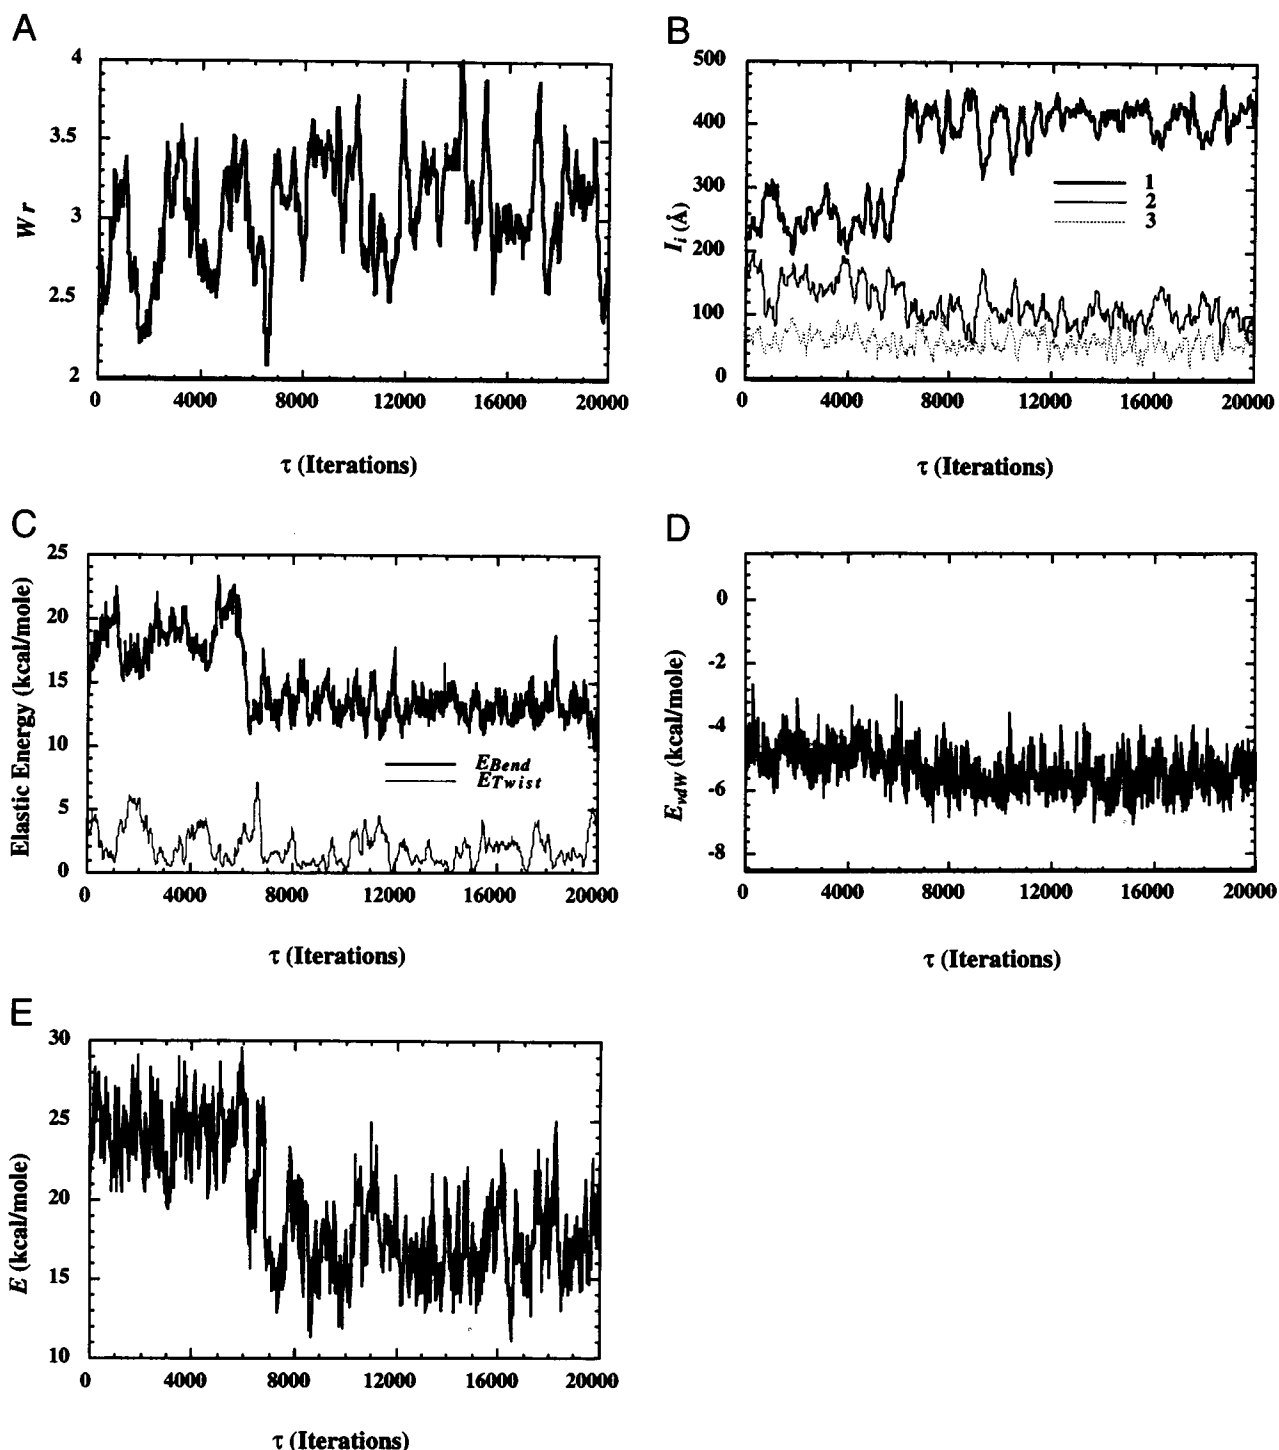 A
4
3.5
3
2.5
2
Wr
0 4000 8000 12000 16000 20000
τ (Iterations)
B
500
400
300
200
100
0
I_i (Å)
1
2
3
0 4000 8000 12000 16000 20000
τ (Iterations)
C
25
20
15
10
5
0
Elastic Energy (kcal/mole)
E_Bend
E_Twist
0 4000 8000 12000 16000 20000
τ (Iterations)
D
0
-2
-4
-6
-8
E_vdW (kcal/mole)
0 4000 8000 12000 16000 20000
τ (Iterations)
E
30
25
20
15
10
E (kcal/mole)
0 4000 8000 12000 16000 20000
τ (Iterations)